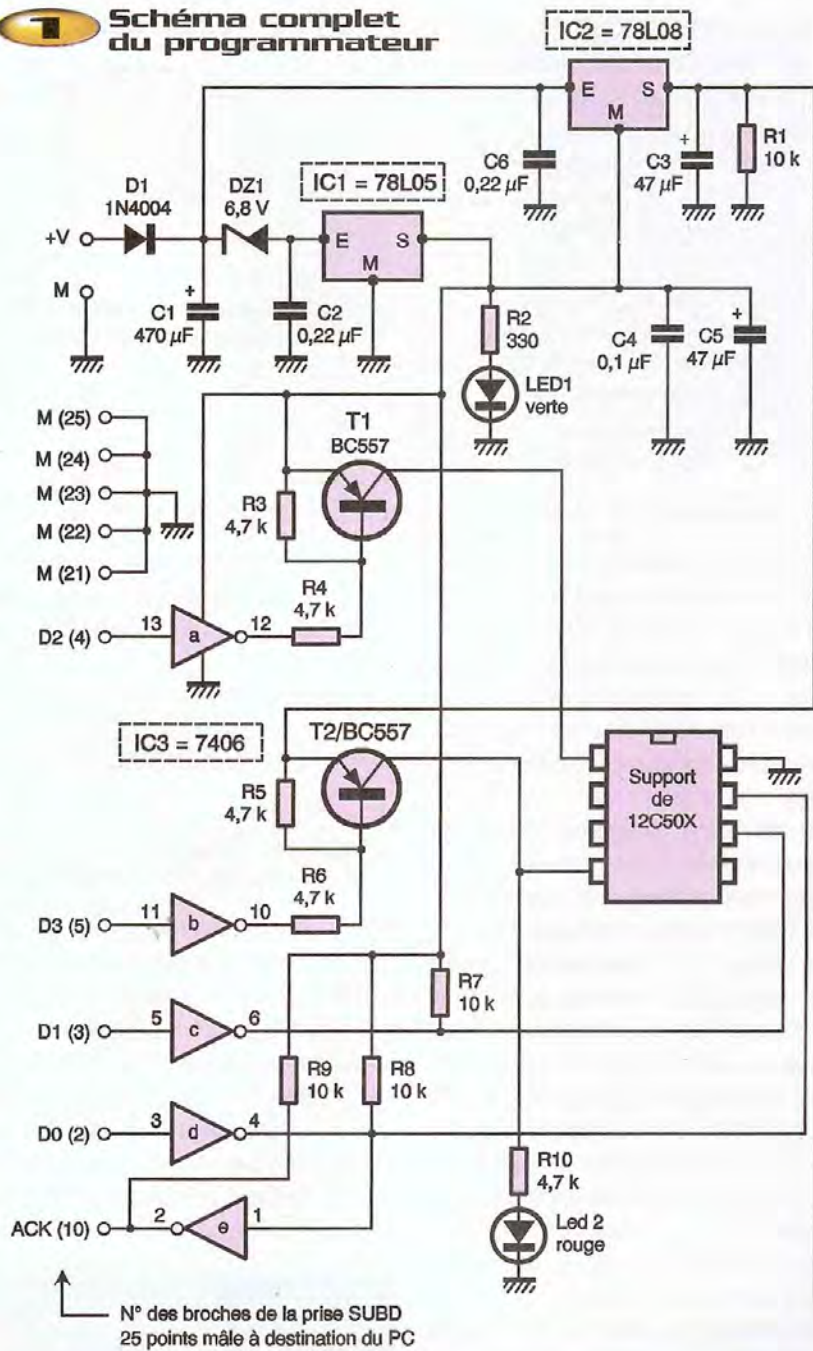 1
Schéma complet
du programmateur
IC2 = 78L08
E
S
M
C6
0,22 µF
+
C3
47 µF
R1
10 k
D1
1N4004
DZ1
6,8 V
IC1 = 78L05
+V
E
S
M
M
+
C1
470 µF
C2
0,22 µF
R2
330
C4
0,1 µF
+
C5
47 µF
LED1
verte
M (25)
M (24)
M (23)
M (22)
M (21)
T1
BC557
R3
4,7 k
R4
4,7 k
D2 (4)
13
a
12
IC3 = 7406
T2/BC557
R5
4,7 k
Support
de
12C50X
R6
4,7 k
D3 (5)
11
b
10
R7
10 k
D1 (3)
5
c
6
R9
10 k
R8
10 k
D0 (2)
3
d
4
R10
4,7 k
ACK (10)
2
e
1
Led 2
rouge
N° des broches de la prise SUBD
25 points mâle à destination du PC